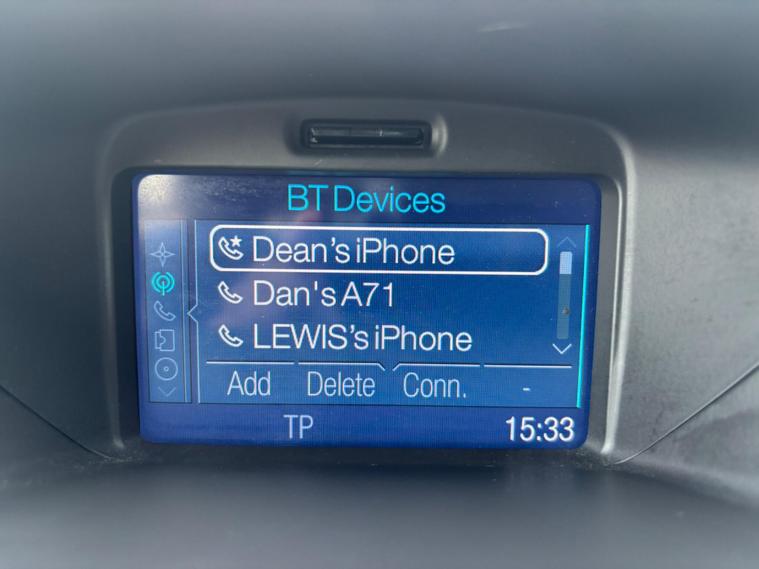 BT Devices
Dean's iPhone
Dan's A71
LEWIS's iPhone
Add Delete Conn. -
TP 15:33